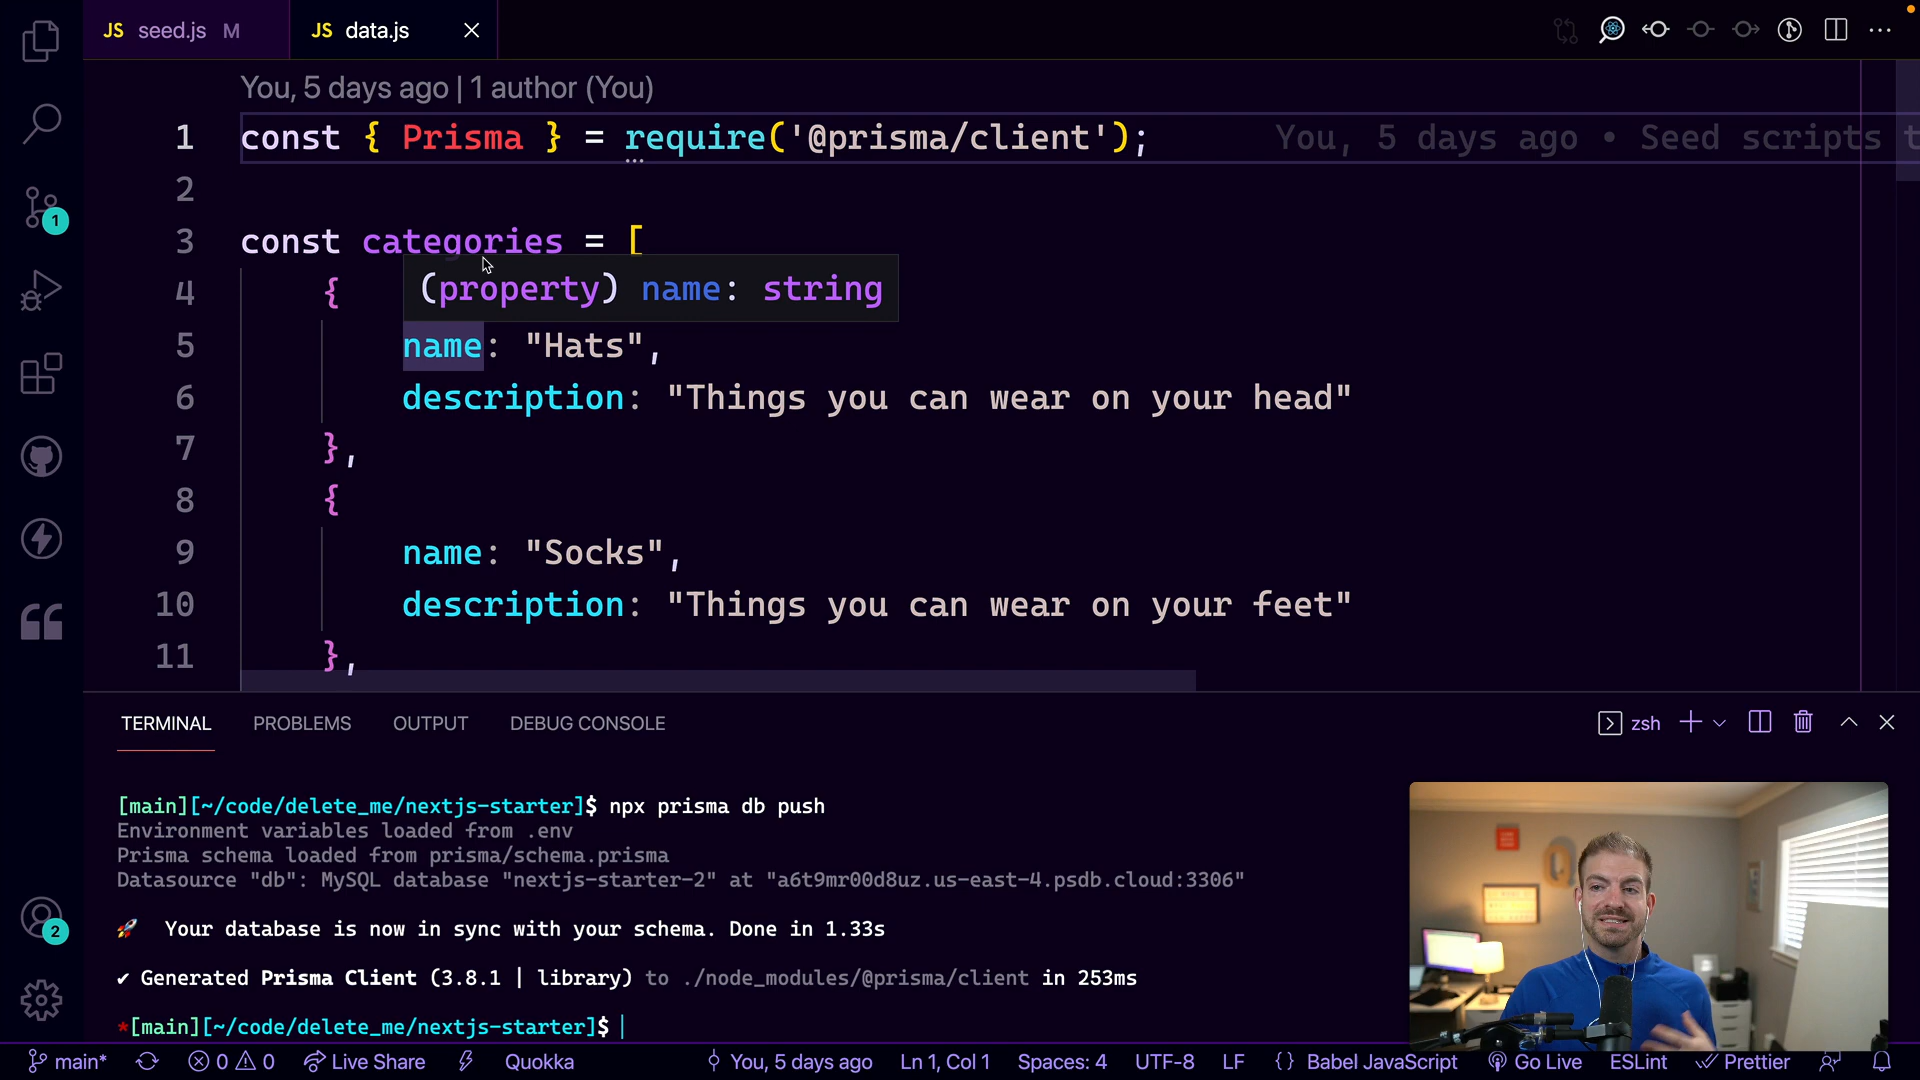 JS seed.js M
JS data.js
You, 5 days ago | 1 author (You)
1 const { Prisma } = require('@prisma/client'); You, 5 days ago • Seed scripts t
2
3 const categories = [
(property) name: string
4 {
5 name: "Hats",
6 description: "Things you can wear on your head"
7 },
8 {
9 name: "Socks",
10 description: "Things you can wear on your feet"
11 },
1
TERMINAL PROBLEMS OUTPUT DEBUG CONSOLE
zsh
[main][~/code/delete_me/nextjs-starter]$ npx prisma db push
Environment variables loaded from .env
Prisma schema loaded from prisma/schema.prisma
Datasource "db": MySQL database "nextjs-starter-2" at "a6t9mr00d8uz.us-east-4.psdb.cloud:3306"
🚀 Your database is now in sync with your schema. Done in 1.33s
✔ Generated Prisma Client (3.8.1 | library) to ./node_modules/@prisma/client in 253ms
*[main][~/code/delete_me/nextjs-starter]$
2
main* 0 0 Live Share Quokka You, 5 days ago Ln 1, Col 1 Spaces: 4 UTF-8 LF {} Babel JavaScript Go Live ESLint Prettier